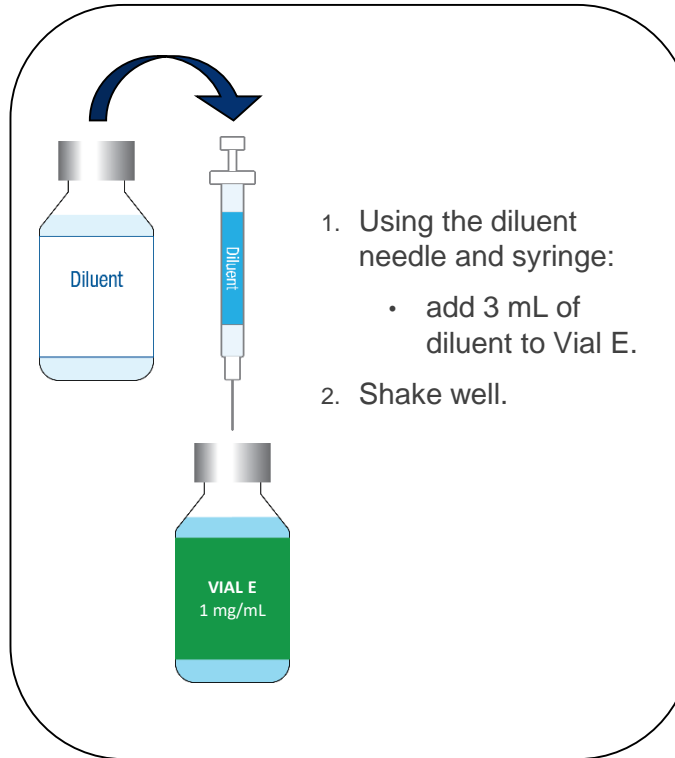 Diluent
Diluent
1. Using the diluent
needle and syringe:
• add 3 mL of
diluent to Vial E.
2. Shake well.
VIAL E
1 mg/mL